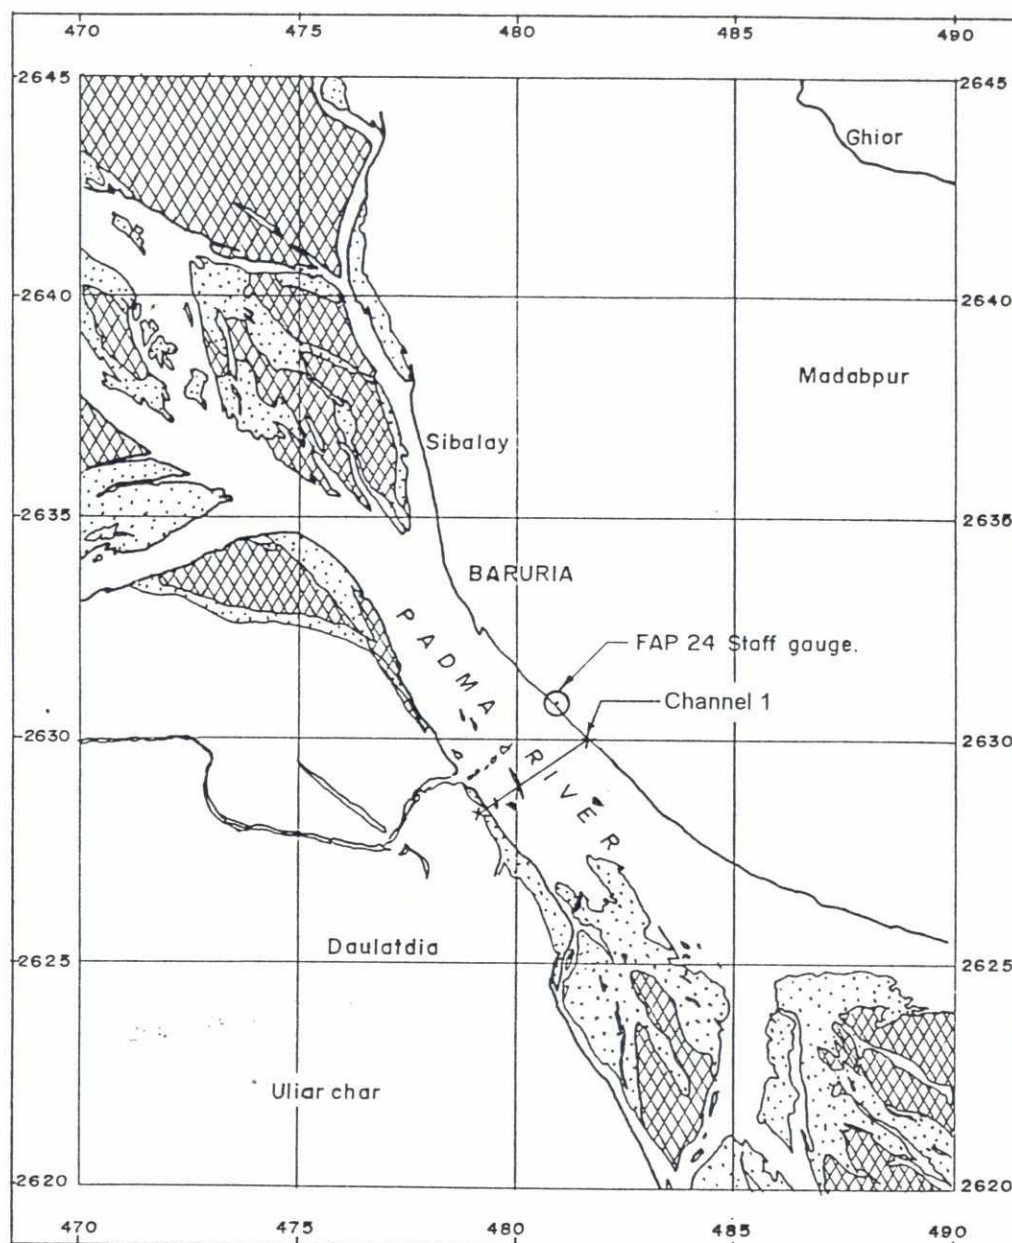 470 475 480 485 490
2645 2645
Ghior
2640 2640
Madabpur
Sibalay
2635 2635
BARURIA
PADMA RIVER
FAP 24 Staff gauge.
Channel 1
2630 2630
Daulatdia
2625 2625
Uliar char
2620 2620
470 475 480 485 490